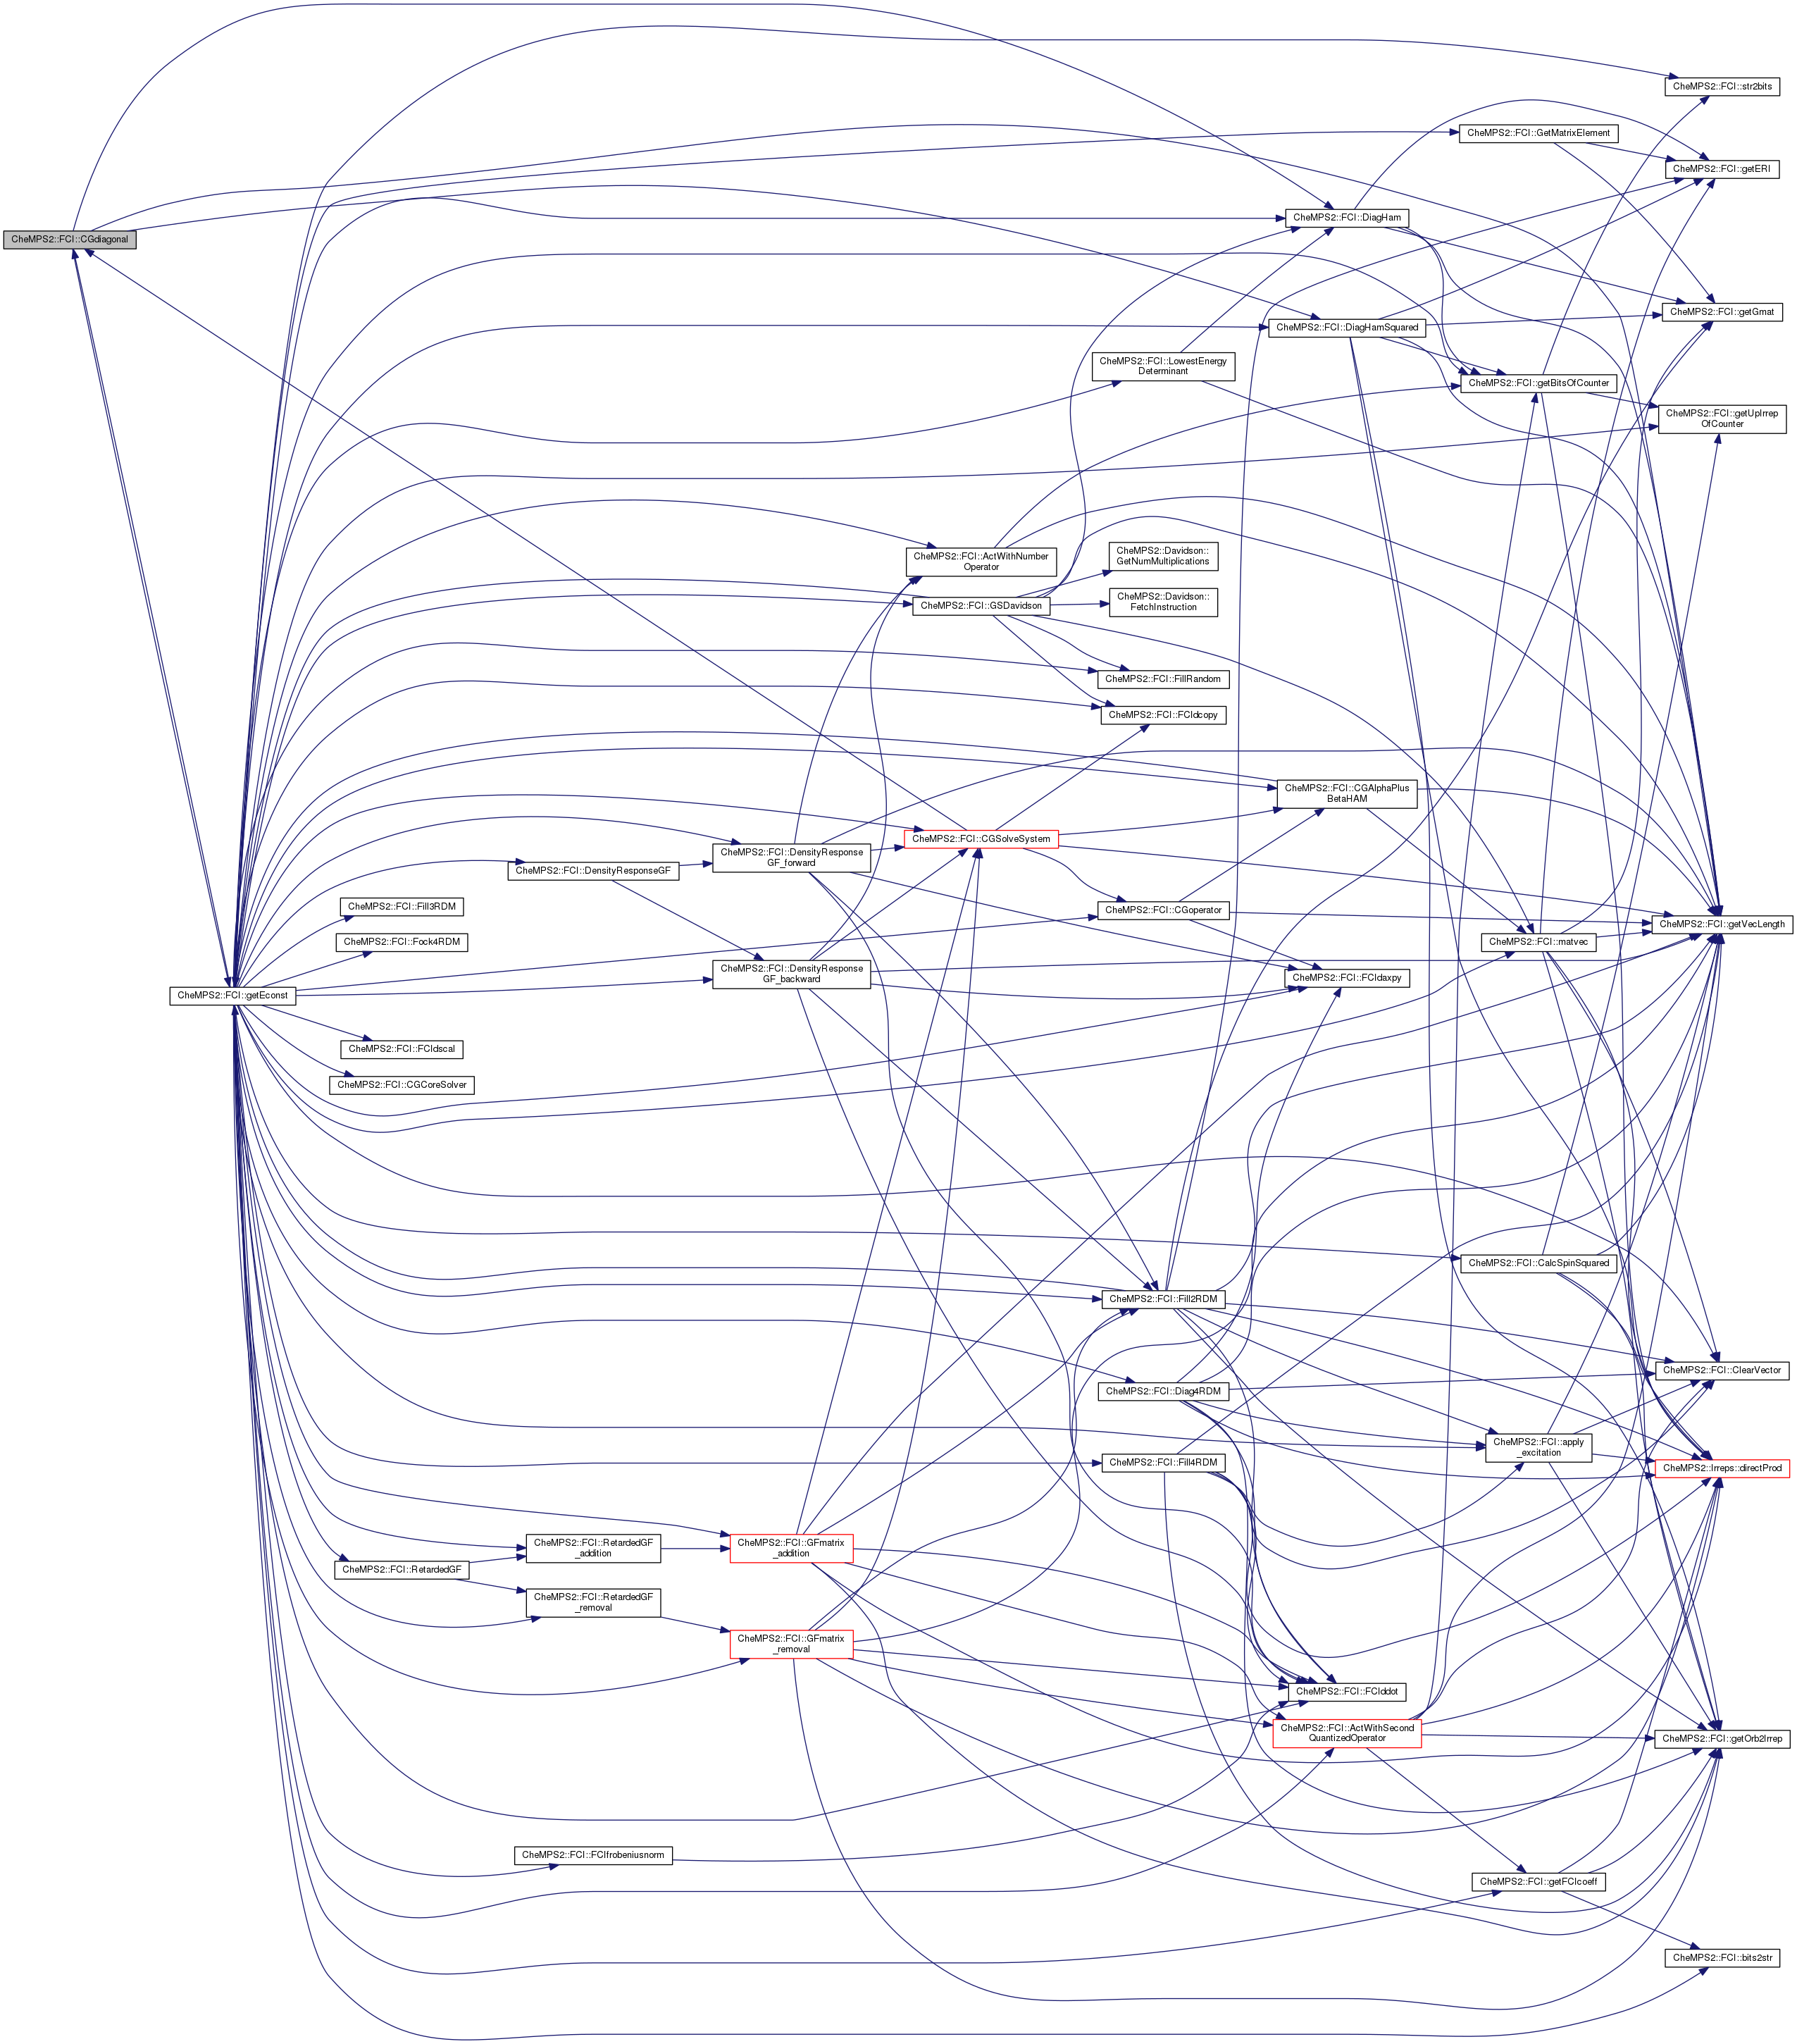 CheMPS2::FCI::str2bits
CheMPS2::FCI::GetMatrixElement
CheMPS2::FCI::getERI
CheMPS2::FCI::DiagHam
CheMPS2::FCI::CGdiagonal
CheMPS2::FCI::getGmat
CheMPS2::FCI::DiagHamSquared
CheMPS2::FCI::LowestEnergy
Determinant
CheMPS2::FCI::getBitsOfCounter
CheMPS2::FCI::getUpIrrep
OfCounter
CheMPS2::FCI::ActWithNumber
Operator
CheMPS2::Davidson::
GetNumMultiplications
CheMPS2::FCI::GSDavidson
CheMPS2::Davidson::
FetchInstruction
CheMPS2::FCI::FillRandom
CheMPS2::FCI::FCIdcopy
CheMPS2::FCI::CGAlphaPlus
BetaHAM
CheMPS2::FCI::CGSolveSystem
CheMPS2::FCI::DensityResponse
GF_forward
CheMPS2::FCI::DensityResponseGF
CheMPS2::FCI::Fill3RDM
CheMPS2::FCI::CGoperator
CheMPS2::FCI::getVecLength
CheMPS2::FCI::Fock4RDM
CheMPS2::FCI::matvec
CheMPS2::FCI::DensityResponse
GF_backward
CheMPS2::FCI::FCIdaxpy
CheMPS2::FCI::getEconst
CheMPS2::FCI::FCIdscal
CheMPS2::FCI::CGCoreSolver
CheMPS2::FCI::CalcSpinSquared
CheMPS2::FCI::Fill2RDM
CheMPS2::FCI::ClearVector
CheMPS2::FCI::Diag4RDM
CheMPS2::FCI::apply
_excitation
CheMPS2::FCI::Fill4RDM
CheMPS2::Irreps::directProd
CheMPS2::FCI::RetardedGF
_addition
CheMPS2::FCI::GFmatrix
_addition
CheMPS2::FCI::RetardedGF
CheMPS2::FCI::RetardedGF
_removal
CheMPS2::FCI::GFmatrix
_removal
CheMPS2::FCI::FCIddot
CheMPS2::FCI::ActWithSecond
QuantizedOperator
CheMPS2::FCI::getOrb2Irrep
CheMPS2::FCI::FCIfrobeniusnorm
CheMPS2::FCI::getFCIcoeff
CheMPS2::FCI::bits2str